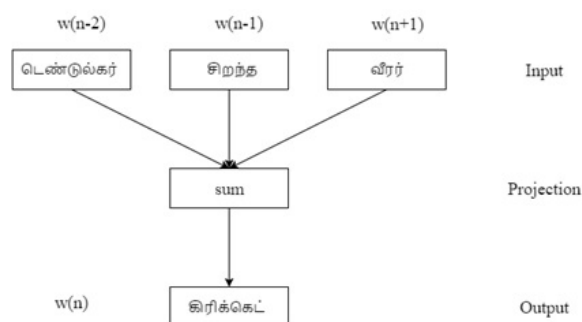 w(n-2) w(n-1) w(n+1)
டெண்டுல்கர் சிறந்த வீரர் Input
sum Projection
w(n) கிரிக்கெட் Output